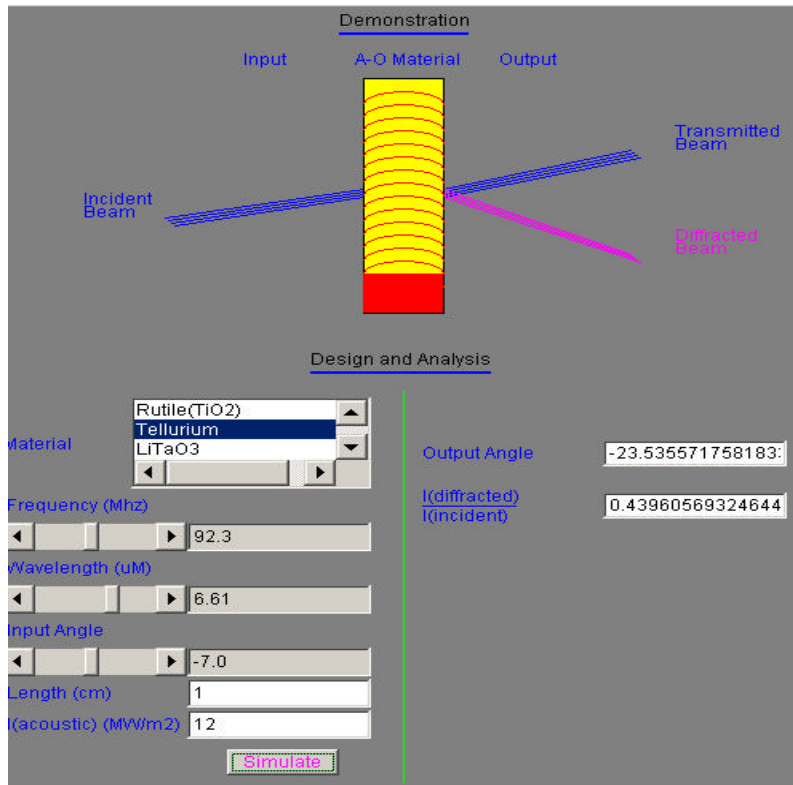 Demonstration
Input A-O Material Output
Transmitted
Beam
Incident
Beam
Diffracted
Beam
Design and Analysis
Material
Rutile(TiO2)
Tellurium
LiTaO3
Frequency (Mhz)
92.3
Wavelength (uM)
6.61
Input Angle
-7.0
Length (cm)
1
I(acoustic) (MW/m2)
12
Simulate
Output Angle
-23.535571758183
I(diffracted)
I(incident)
0.43960569324644